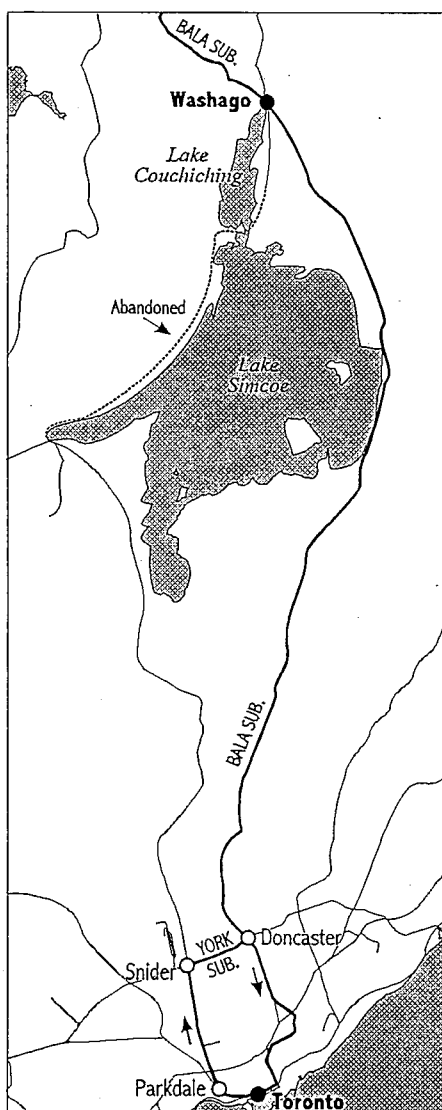 BALA SUB.
Washago
Lake
Couchiching
Abandoned
Lake
Simcoe
BALA SUB.
YORK
SUB.
Doncaster
Snider
Parkdale
Toronto